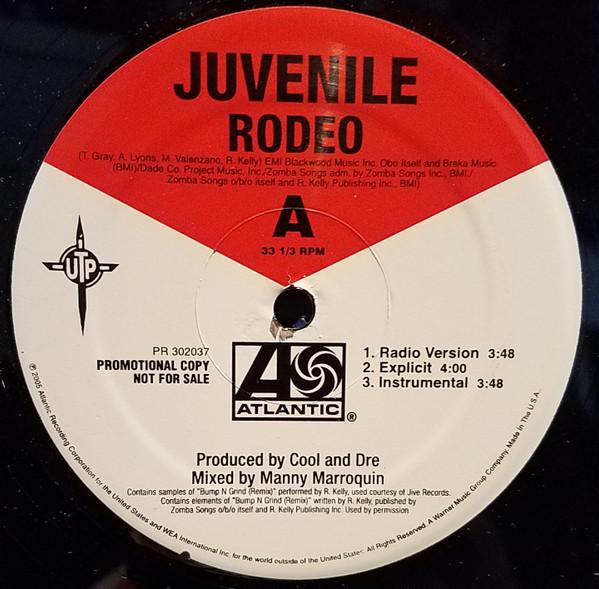 JUVENILE
RODEO
(T. Gray, A. Lyons, M. Valenzano, R. Kelly) EMI Blackwood Music Inc. Obo itself and Breka Music
(BMI)/Dade Co. Project Music, Inc./Zomba Songs adm. by Zomba Songs Inc., BMI./
Zomba Songs o/b/o itself and R. Kelly Publishing Inc., BMI)
A
33 1/3 RPM
UTP
PR 302037
PROMOTIONAL COPY
NOT FOR SALE
ATLANTIC ®
1. Radio Version 3:48
2. Explicit 4:00
3. Instrumental 3:48
Produced by Cool and Dre
Mixed by Manny Marroquin
Contains samples of "Bump N Grind (Remix)" performed by R. Kelly, used courtesy of Jive Records.
Contains elements of "Bump N Grind (Remix)" written by R. Kelly, published by
Zomba Songs o/b/o itself and R. Kelly Publishing Inc. Used by permission
℗ 2005 Atlantic Recording Corporation for the United States and WEA International Inc. for the world outside of the United States. All Rights Reserved. A Warner Music Group Company. Made In The U.S.A.